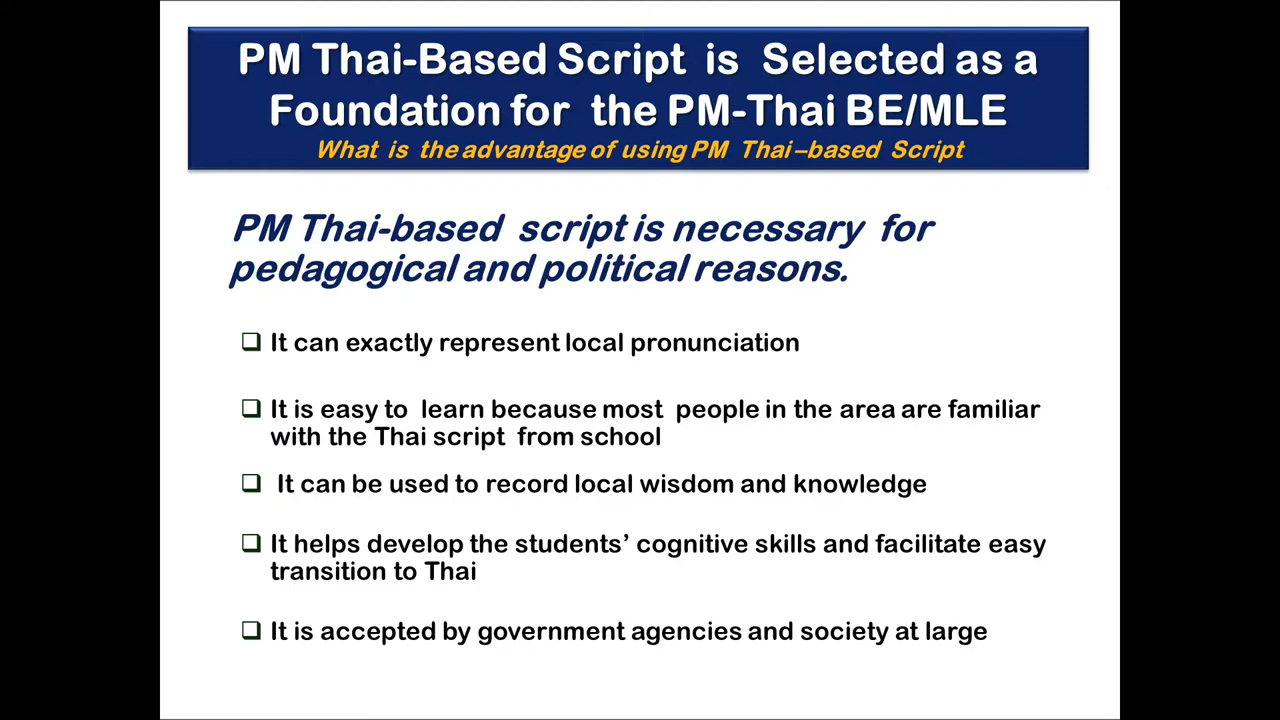 PM Thai-Based Script is Selected as a
Foundation for the PM-Thai BE/MLE
What is the advantage of using PM Thai–based Script
PM Thai-based script is necessary for
pedagogical and political reasons.
It can exactly represent local pronunciation
It is easy to learn because most people in the area are familiar
with the Thai script from school
It can be used to record local wisdom and knowledge
It helps develop the students’ cognitive skills and facilitate easy
transition to Thai
It is accepted by government agencies and society at large